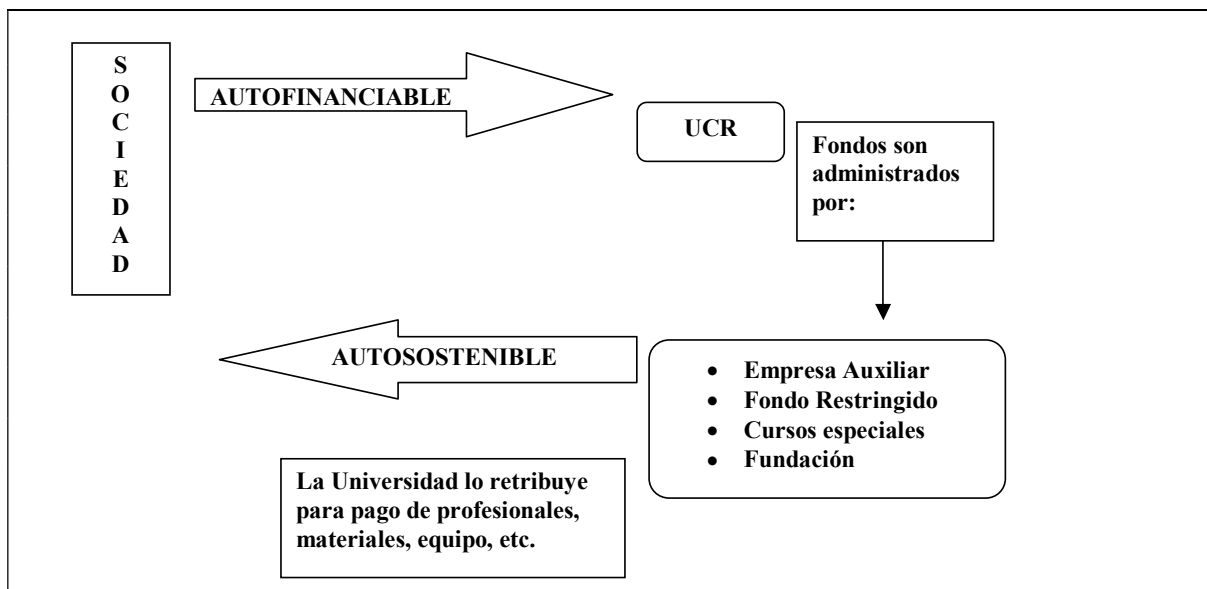 SOCIEDAD
AUTOFINANCIABLE
UCR
Fondos son
administrados
por:
AUTOSOSTENIBLE
• Empresa Auxiliar
• Fondo Restringido
• Cursos especiales
• Fundación
La Universidad lo retribuye
para pago de profesionales,
materiales, equipo, etc.